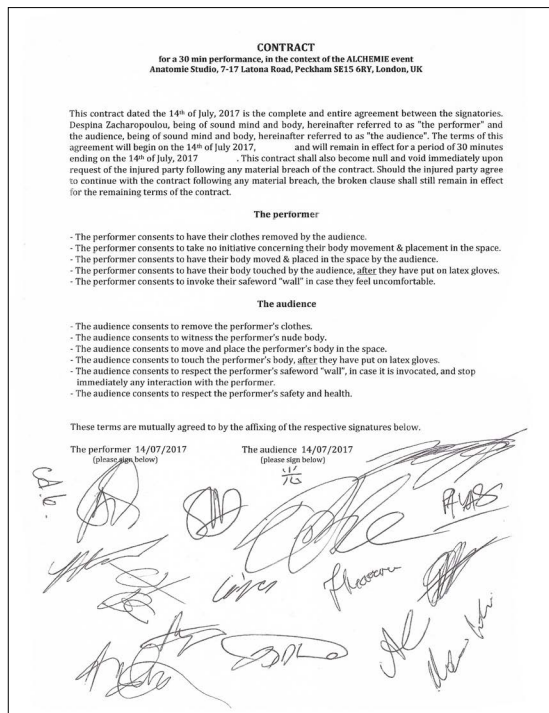 CONTRACT
for a 30 min performance, in the context of the ALCHEMIE event
Anatomie Studio, 7-17 Latona Road, Peckham SE15 6RY, London, UK
This contract dated the 14th of July, 2017 is the complete and entire agreement between the signatories.
Despina Zacharopoulou, being of sound mind and body, hereinafter referred to as "the performer" and
the audience, being of sound mind and body, hereinafter referred to as "the audience". The terms of this
agreement will begin on the 14th of July 2017, and will remain in effect for a period of 30 minutes
ending on the 14th of July, 2017 . This contract shall also become null and void immediately upon
request of the injured party following any material breach of the contract. Should the injured party agree
to continue with the contract following any material breach, the broken clause shall still remain in effect
for the remaining terms of the contract.
The performer
- The performer consents to have their clothes removed by the audience.
- The performer consents to take no initiative concerning their body movement & placement in the space.
- The performer consents to have their body moved & placed in the space by the audience.
- The performer consents to have their body touched by the audience, after they have put on latex gloves.
- The performer consents to invoke their safeword "wall" in case they feel uncomfortable.
The audience
- The audience consents to remove the performer's clothes.
- The audience consents to witness the performer's nude body.
- The audience consents to move and place the performer's body in the space.
- The audience consents to touch the performer's body, after they have put on latex gloves.
- The audience consents to respect the performer's safeword "wall", in case it is invocated, and stop
immediately any interaction with the performer.
- The audience consents to respect the performer's safety and health.
These terms are mutually agreed to by the affixing of the respective signatures below.
The performer 14/07/2017 The audience 14/07/2017
(please sign below) (please sign below)